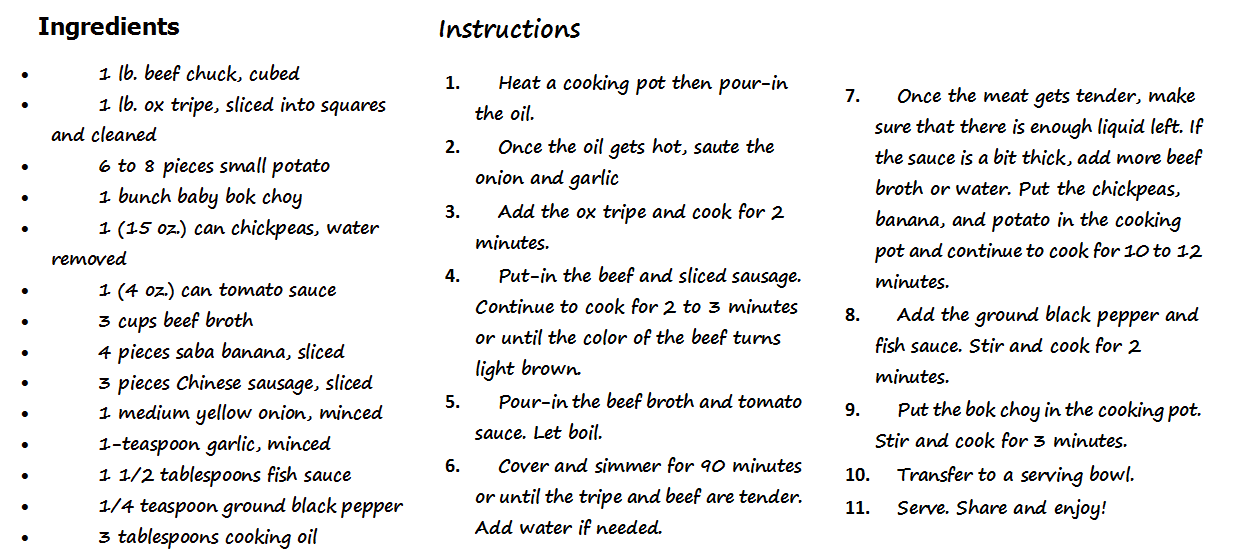 Ingredients
• 1 lb. beef chuck, cubed
• 1 lb. ox tripe, sliced into squares
and cleaned
• 6 to 8 pieces small potato
• 1 bunch baby bok choy
• 1 (15 oz.) can chickpeas, water
removed
• 1 (4 oz.) can tomato sauce
• 3 cups beef broth
• 4 pieces saba banana, sliced
• 3 pieces Chinese sausage, sliced
• 1 medium yellow onion, minced
• 1-teaspoon garlic, minced
• 1 1/2 tablespoons fish sauce
• 1/4 teaspoon ground black pepper
• 3 tablespoons cooking oil
Instructions
1. Heat a cooking pot then pour-in
the oil.
2. Once the oil gets hot, saute the
onion and garlic
3. Add the ox tripe and cook for 2
minutes.
4. Put-in the beef and sliced sausage.
Continue to cook for 2 to 3 minutes
or until the color of the beef turns
light brown.
5. Pour-in the beef broth and tomato
sauce. Let boil.
6. Cover and simmer for 90 minutes
or until the tripe and beef are tender.
Add water if needed.
7. Once the meat gets tender, make
sure that there is enough liquid left. If
the sauce is a bit thick, add more beef
broth or water. Put the chickpeas,
banana, and potato in the cooking
pot and continue to cook for 10 to 12
minutes.
8. Add the ground black pepper and
fish sauce. Stir and cook for 2
minutes.
9. Put the bok choy in the cooking pot.
Stir and cook for 3 minutes.
10. Transfer to a serving bowl.
11. Serve. Share and enjoy!